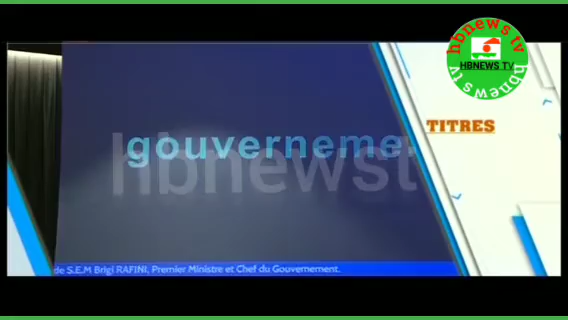 hbnews tv
HBNEWS TV
hbnews tv
TITRES
gouverneme
hbnewst
de S.E.M Brigi RAFINI, Premier Ministre et Chef du Gouvernement.